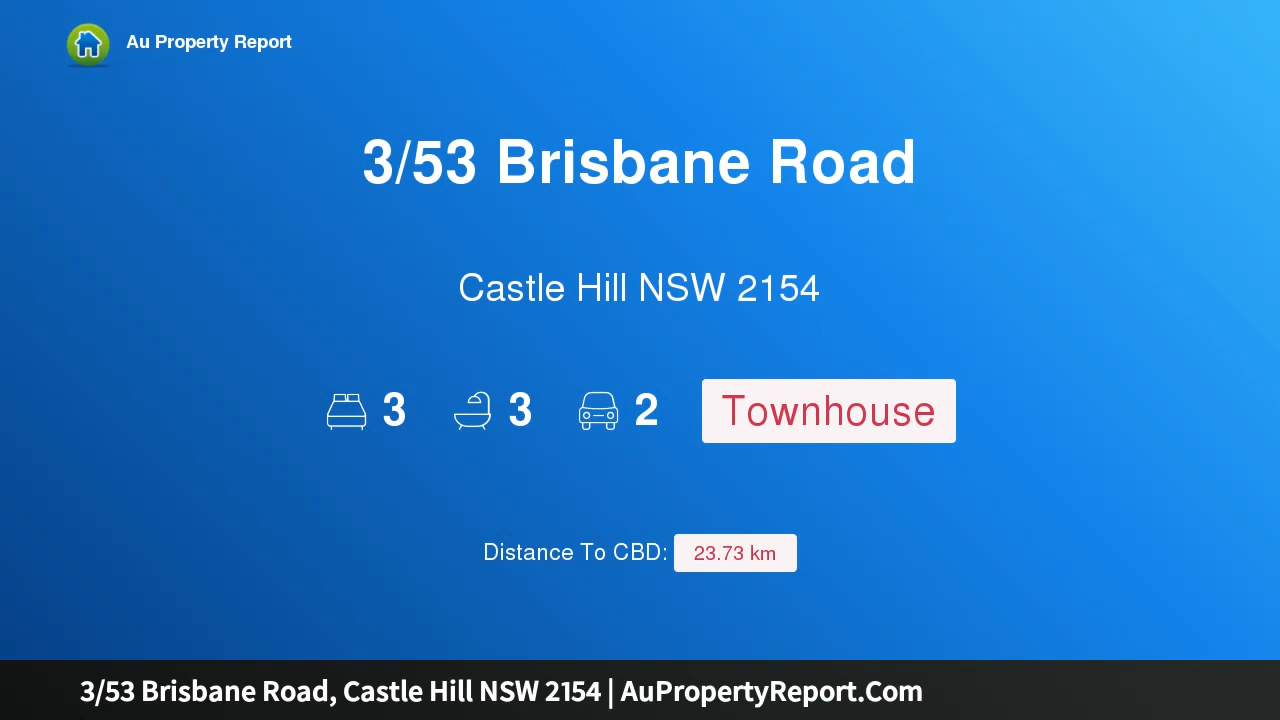 Au Property Report
3/53 Brisbane Road
Castle Hill NSW 2154
3 3 2 Townhouse
Distance To CBD: 23.73 km
3/53 Brisbane Road, Castle Hill NSW 2154 | AuPropertyReport.Com